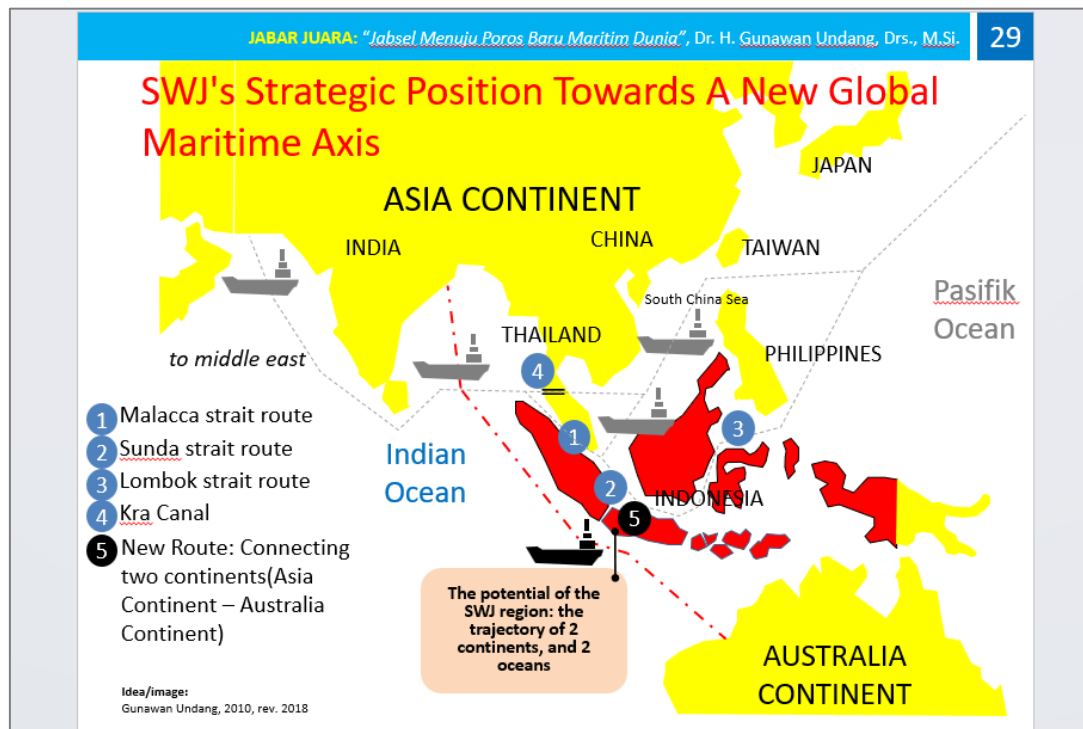 JABAR JUARA: “Jabsel Menuju Poros Baru Maritim Dunia”, Dr. H. Gunawan Undang, Drs., M.Si.
29
SWJ's Strategic Position Towards A New Global
Maritime Axis
JAPAN
ASIA CONTINENT
INDIA
CHINA
TAIWAN
South China Sea
Pasifik
Ocean
THAILAND
PHILIPPINES
to middle east
4
1 Malacca strait route
2 Sunda strait route
3 Lombok strait route
4 Kra Canal
5 New Route: Connecting
two continents(Asia
Continent – Australia
Continent)
Indian
Ocean
1
3
2
INDONESIA
5
The potential of the
SWJ region: the
trajectory of 2
continents, and 2
oceans
AUSTRALIA
CONTINENT
Idea/image:
Gunawan Undang, 2010, rev. 2018